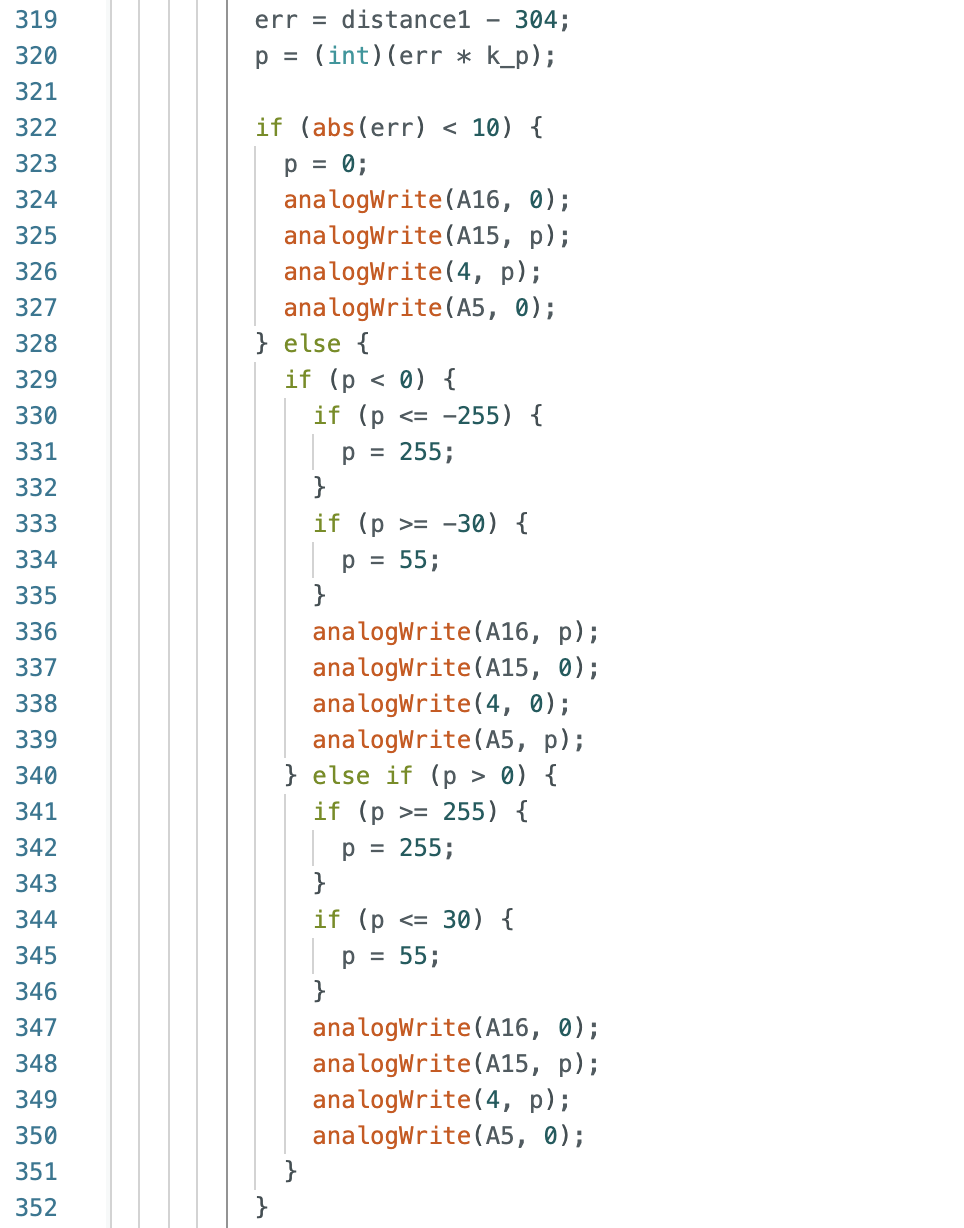 319 err = distance1 - 304;
320 p = (int)(err * k_p);
321
322 if (abs(err) < 10) {
323 p = 0;
324 analogWrite(A16, 0);
325 analogWrite(A15, p);
326 analogWrite(4, p);
327 analogWrite(A5, 0);
328 } else {
329 if (p < 0) {
330 if (p <= -255) {
331 p = 255;
332 }
333 if (p >= -30) {
334 p = 55;
335 }
336 analogWrite(A16, p);
337 analogWrite(A15, 0);
338 analogWrite(4, 0);
339 analogWrite(A5, p);
340 } else if (p > 0) {
341 if (p >= 255) {
342 p = 255;
343 }
344 if (p <= 30) {
345 p = 55;
346 }
347 analogWrite(A16, 0);
348 analogWrite(A15, p);
349 analogWrite(4, p);
350 analogWrite(A5, 0);
351 }
352 }